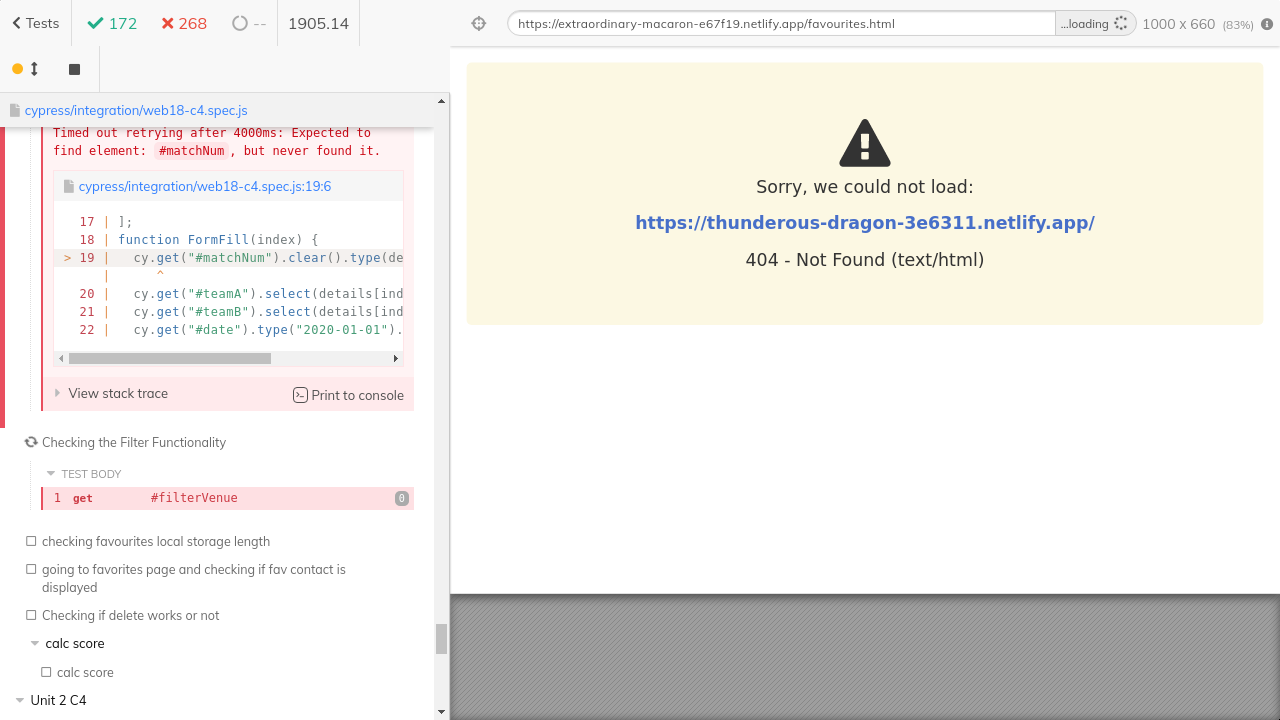 Tests
172
268
--
1905.14
https://extraordinary-macaron-e67f19.netlify.app/favourites.html
...loading
1000 x 660 (83%)
cypress/integration/web18-c4.spec.js
Timed out retrying after 4000ms: Expected to
find element: #matchNum, but never found it.
cypress/integration/web18-c4.spec.js:19:6
17 | ];
18 | function FormFill(index) {
> 19 | cy.get("#matchNum").clear().type(de
| ^
20 | cy.get("#teamA").select(details[ind
21 | cy.get("#teamB").select(details[ind
22 | cy.get("#date").type("2020-01-01").
View stack trace
Print to console
Checking the Filter Functionality
TEST BODY
1 get #filterVenue 0
checking favourites local storage length
going to favorites page and checking if fav contact is
displayed
Checking if delete works or not
calc score
calc score
Unit 2 C4
Sorry, we could not load:
https://thunderous-dragon-3e6311.netlify.app/
404 - Not Found (text/html)